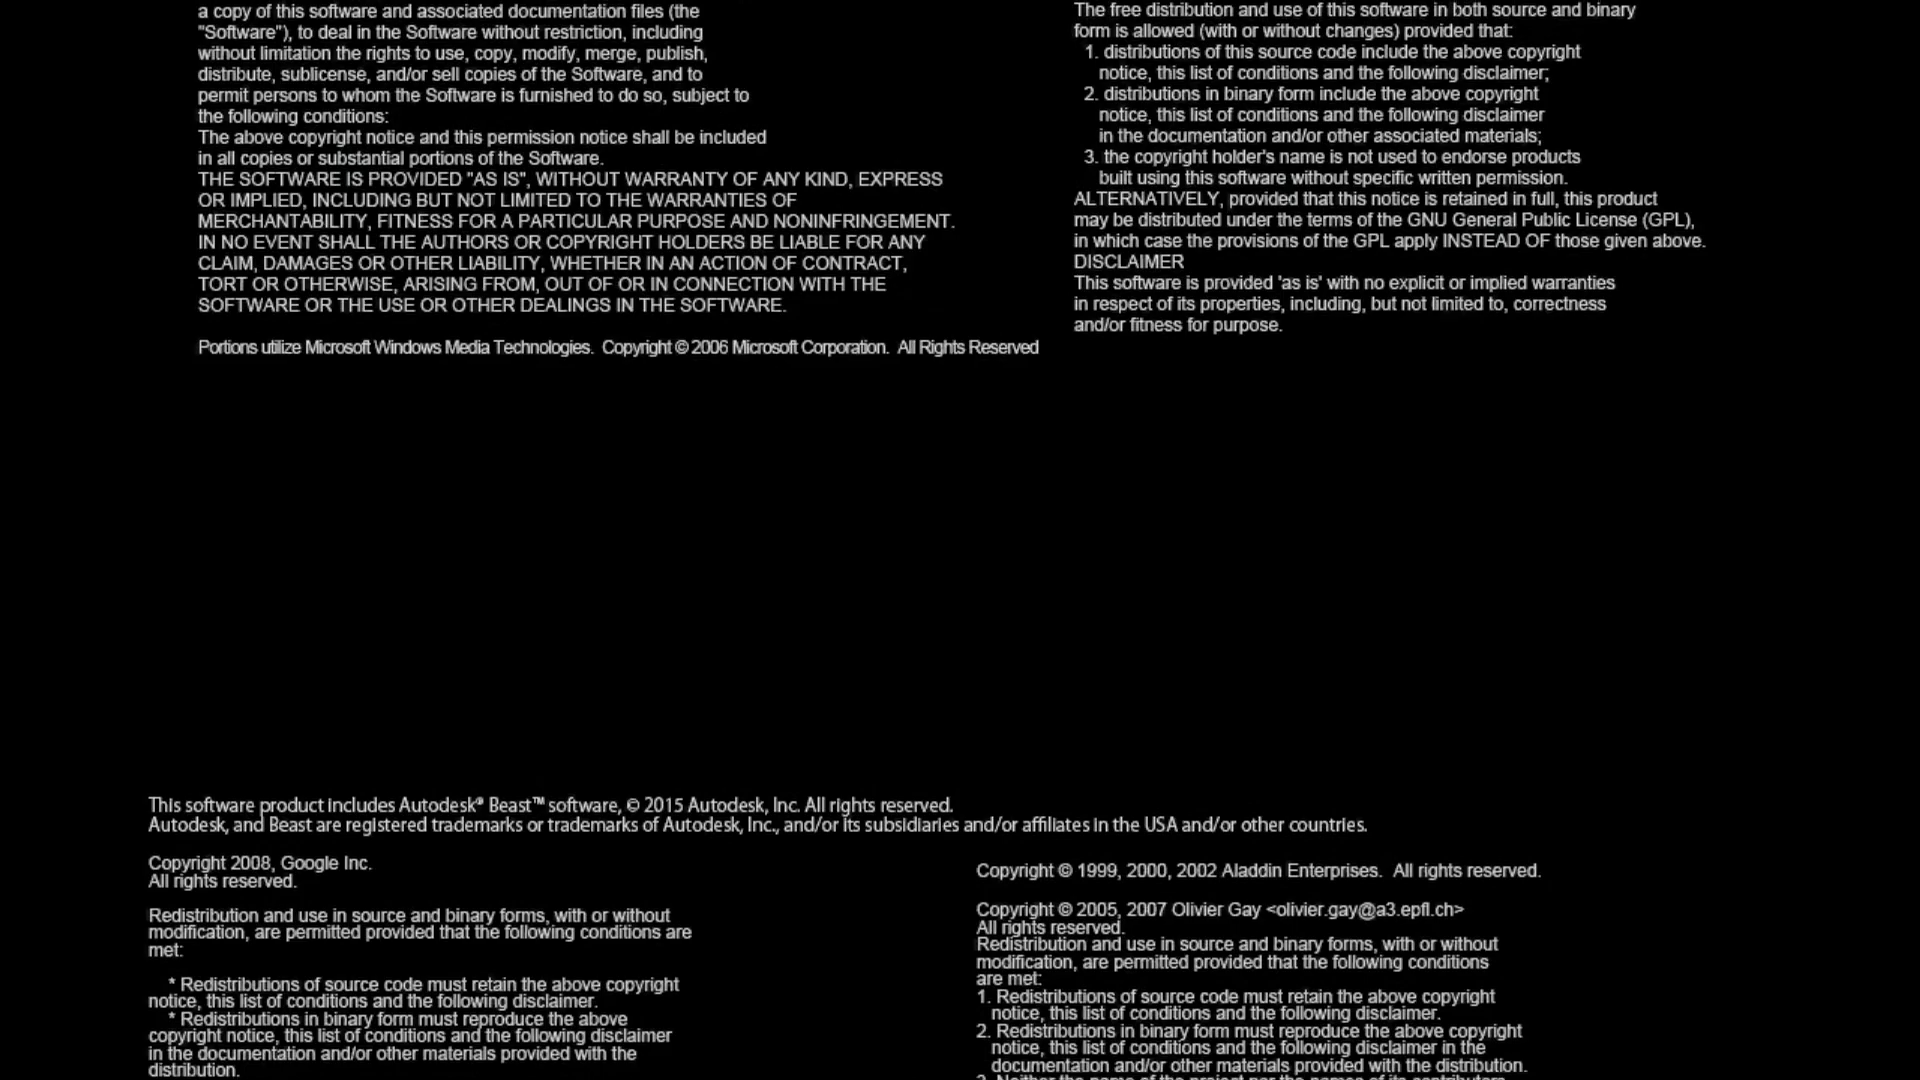 a copy of this software and associated documentation files (the
"Software"), to deal in the Software without restriction, including
without limitation the rights to use, copy, modify, merge, publish,
distribute, sublicense, and/or sell copies of the Software, and to
permit persons to whom the Software is furnished to do so, subject to
the following conditions:
The above copyright notice and this permission notice shall be included
in all copies or substantial portions of the Software.
THE SOFTWARE IS PROVIDED "AS IS", WITHOUT WARRANTY OF ANY KIND, EXPRESS
OR IMPLIED, INCLUDING BUT NOT LIMITED TO THE WARRANTIES OF
MERCHANTABILITY, FITNESS FOR A PARTICULAR PURPOSE AND NONINFRINGEMENT.
IN NO EVENT SHALL THE AUTHORS OR COPYRIGHT HOLDERS BE LIABLE FOR ANY
CLAIM, DAMAGES OR OTHER LIABILITY, WHETHER IN AN ACTION OF CONTRACT,
TORT OR OTHERWISE, ARISING FROM, OUT OF OR IN CONNECTION WITH THE
SOFTWARE OR THE USE OR OTHER DEALINGS IN THE SOFTWARE.
Portions utilize Microsoft Windows Media Technologies.  Copyright © 2006 Microsoft Corporation.  All Rights Reserved
The free distribution and use of this software in both source and binary
form is allowed (with or without changes) provided that:
1. distributions of this source code include the above copyright
notice, this list of conditions and the following disclaimer;
2. distributions in binary form include the above copyright
notice, this list of conditions and the following disclaimer
in the documentation and/or other associated materials;
3. the copyright holder's name is not used to endorse products
built using this software without specific written permission.
ALTERNATIVELY, provided that this notice is retained in full, this product
may be distributed under the terms of the GNU General Public License (GPL),
in which case the provisions of the GPL apply INSTEAD OF those given above.
DISCLAIMER
This software is provided 'as is' with no explicit or implied warranties
in respect of its properties, including, but not limited to, correctness
and/or fitness for purpose.
This software product includes Autodesk® Beast™ software, © 2015 Autodesk, Inc. All rights reserved.
Autodesk, and Beast are registered trademarks or trademarks of Autodesk, Inc., and/or its subsidiaries and/or affiliates in the USA and/or other countries.
Copyright 2008, Google Inc.
All rights reserved.
Redistribution and use in source and binary forms, with or without
modification, are permitted provided that the following conditions are
met:
* Redistributions of source code must retain the above copyright
notice, this list of conditions and the following disclaimer.
* Redistributions in binary form must reproduce the above
copyright notice, this list of conditions and the following disclaimer
in the documentation and/or other materials provided with the
distribution.
Copyright © 1999, 2000, 2002 Aladdin Enterprises.  All rights reserved.
Copyright © 2005, 2007 Olivier Gay <olivier.gay@a3.epfl.ch>
All rights reserved.
Redistribution and use in source and binary forms, with or without
modification, are permitted provided that the following conditions
are met:
1. Redistributions of source code must retain the above copyright
notice, this list of conditions and the following disclaimer.
2. Redistributions in binary form must reproduce the above copyright
notice, this list of conditions and the following disclaimer in the
documentation and/or other materials provided with the distribution.